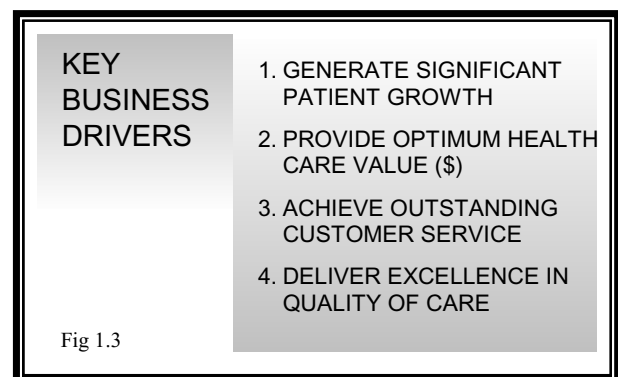 KEY
BUSINESS
DRIVERS
1. GENERATE SIGNIFICANT
PATIENT GROWTH
2. PROVIDE OPTIMUM HEALTH
CARE VALUE ($)
3. ACHIEVE OUTSTANDING
CUSTOMER SERVICE
4. DELIVER EXCELLENCE IN
QUALITY OF CARE
Fig 1.3